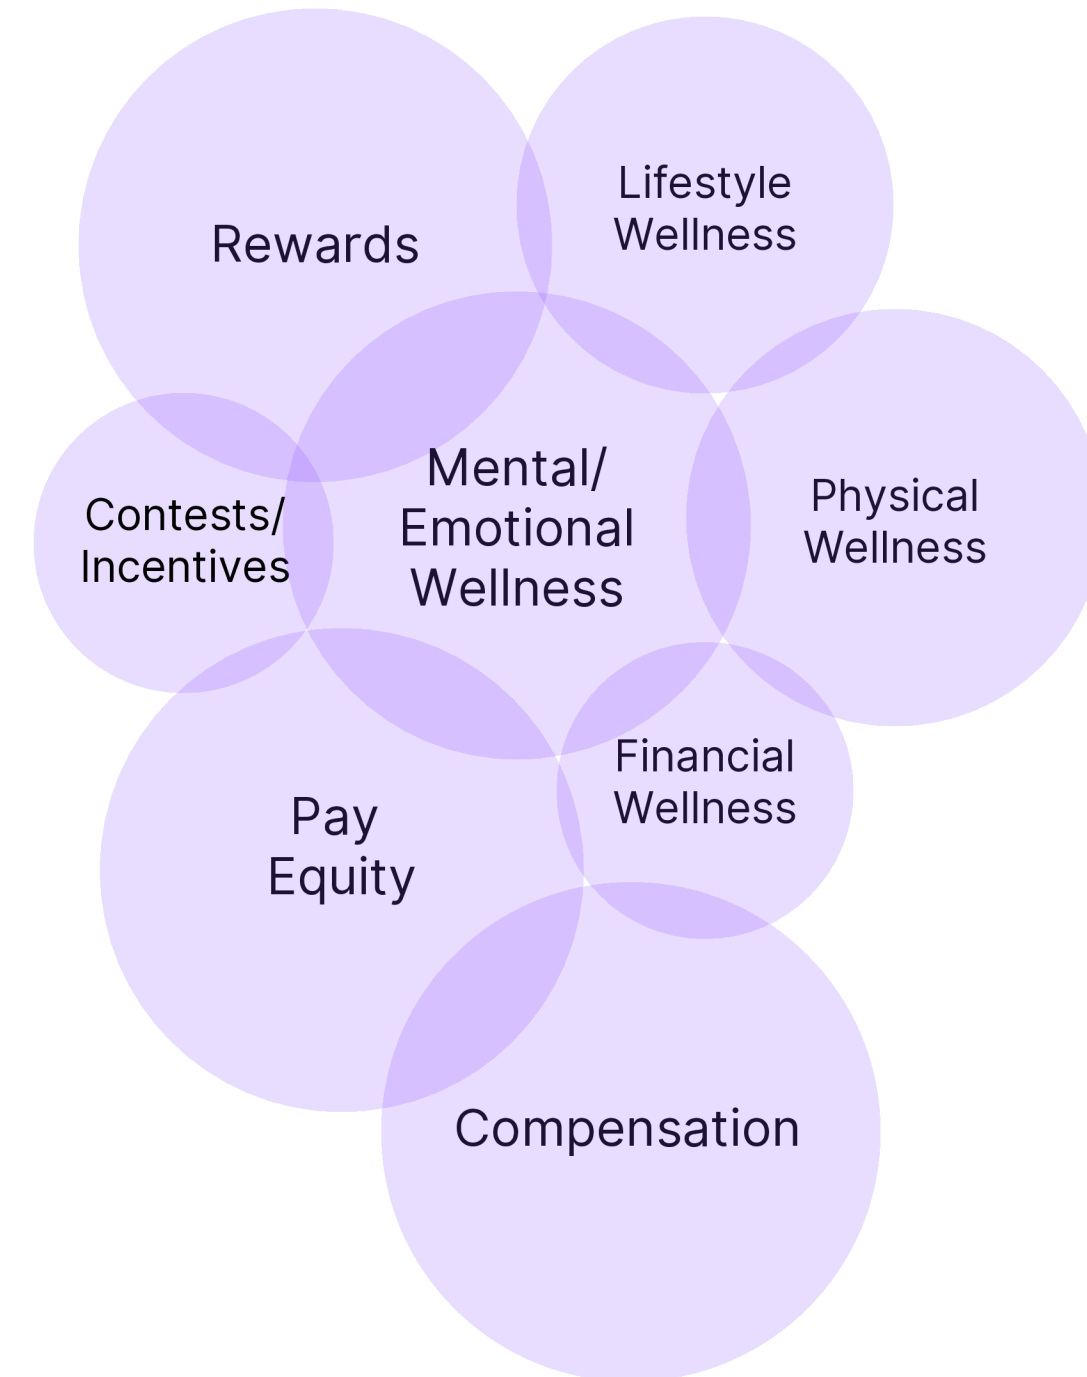 Rewards
Lifestyle
Wellness
Mental/
Emotional
Wellness
Physical
Wellness
Contests/
Incentives
Financial
Wellness
Pay
Equity
Compensation